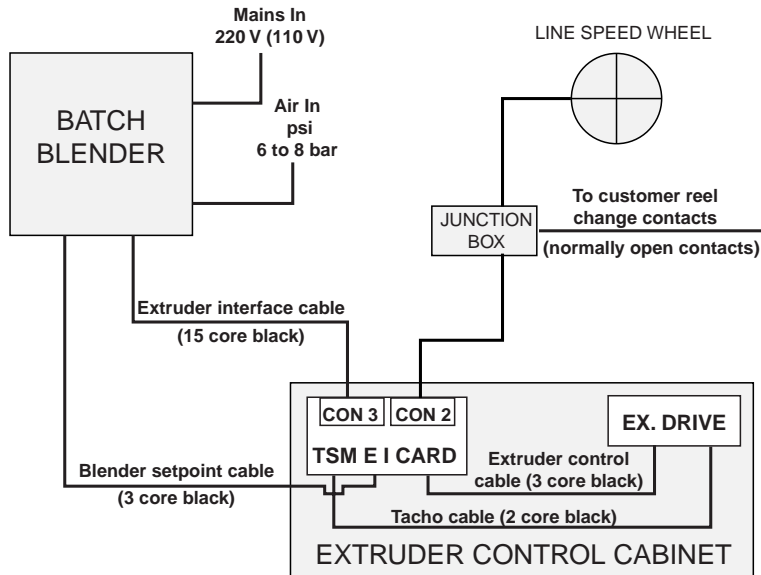 Mains In
220 V (110 V)
LINE SPEED WHEEL
BATCH
BLENDER
Air In
psi
6 to 8 bar
JUNCTION
BOX
To customer reel
change contacts
(normally open contacts)
Extruder interface cable
(15 core black)
CON 3
CON 2
TSM E I CARD
EX. DRIVE
Blender setpoint cable
(3 core black)
Extruder control
cable (3 core black)
Tacho cable (2 core black)
EXTRUDER CONTROL CABINET